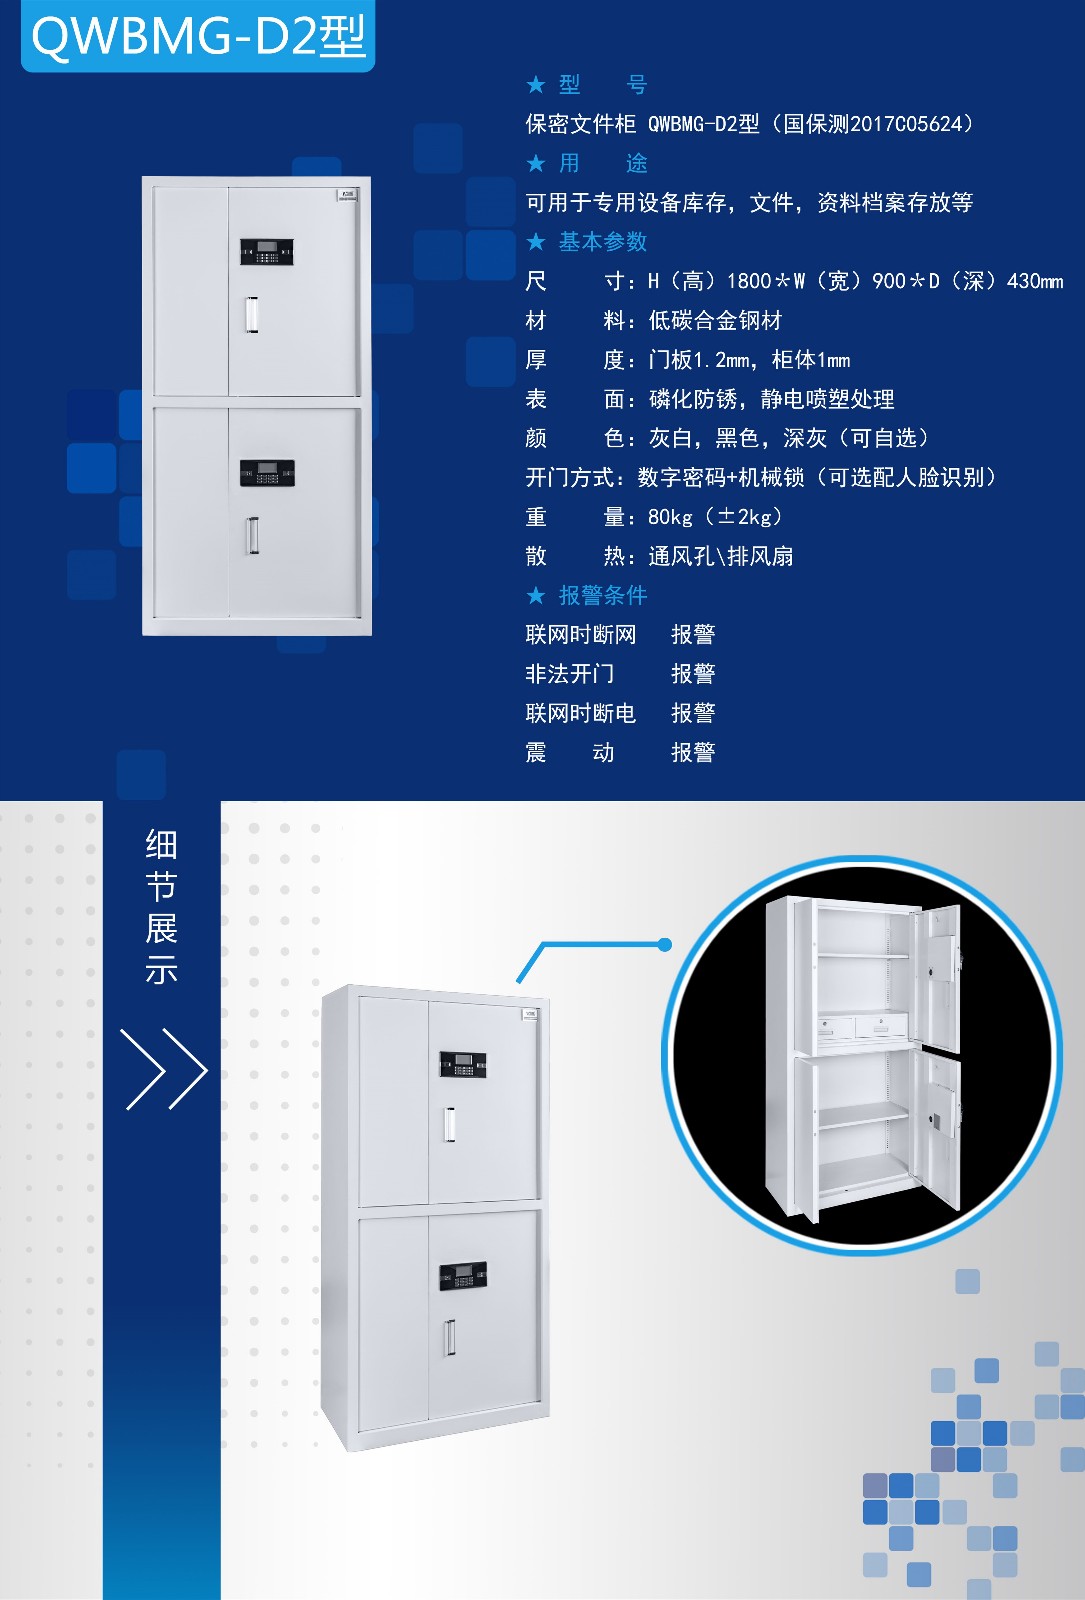 QWBMG-D2型
★ 型 号
保密文件柜 QWBMG-D2型（国保测2017C05624）
★ 用 途
可用于专用设备库存，文件，资料档案存放等
★ 基本参数
尺 寸：H（高）1800＊W（宽）900＊D（深）430mm
材 料：低碳合金钢材
厚 度：门板1.2mm，柜体1mm
表 面：磷化防锈，静电喷塑处理
颜 色：灰白，黑色，深灰（可自选）
开门方式：数字密码+机械锁（可选配人脸识别）
重 量：80kg（±2kg）
散 热：通风孔\排风扇
★ 报警条件
联网时断网 报警
非法开门 报警
联网时断电 报警
震 动 报警
细节展示